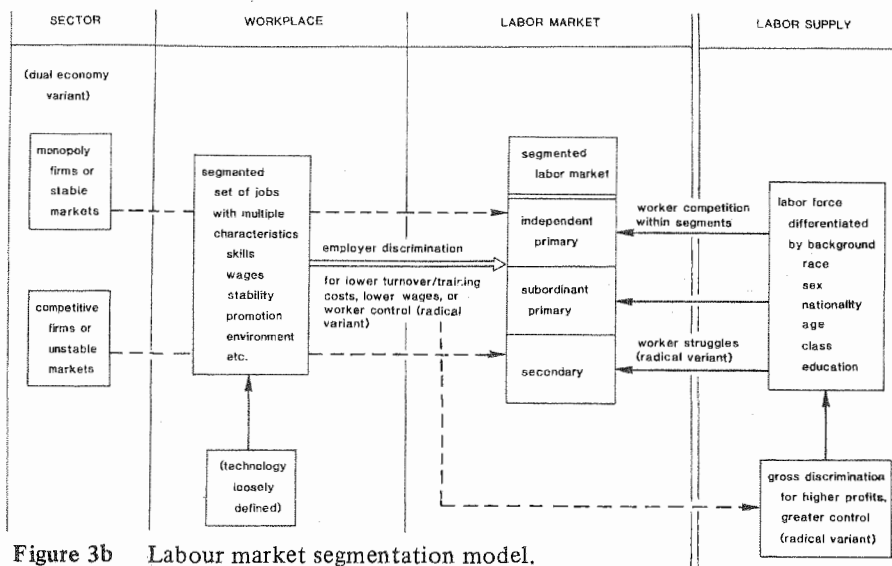 SECTOR
WORKPLACE
LABOR MARKET
LABOR SUPPLY
(dual economy
variant)
monopoly
firms or
stable
markets
competitive
firms or
unstable
markets
segmented
set of jobs
with multiple
characteristics
skills
wages
stability
promotion
environment
etc.
(technology
loosely
defined)
employer discrimination
for lower turnover/training
costs, lower wages, or
worker control (radical
variant)
segmented
labor market
independent
primary
subordinant
primary
secondary
worker competition
within segments
worker struggles
(radical variant)
labor force
differentiated
by background
race
sex
nationality
age
class
education
gross discrimination
for higher profits,
greater control
(radical variant)
Figure 3b Labour market segmentation model.